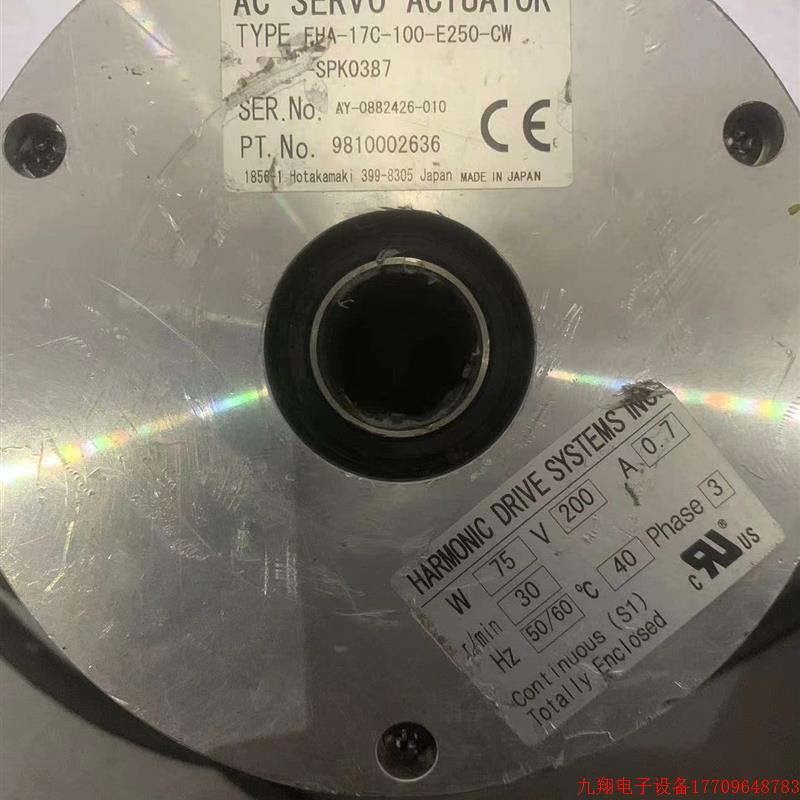 AC SERVO ACTUATOR
TYPE FHA-17C-100-E250-CW
-SPK0387
SER.No. AY-0882426-010
PT.No. 9810002636
CE
1856-1 Hotakamaki 399-8305 Japan MADE IN JAPAN
HARMONIC DRIVE SYSTEMS INC.
W 75 V 200 A 0.7
r/min 30
Hz 50/60 ℃ 40 Phase 3
Continuous (S1)
Totally Enclosed
C RU US
®
九翔电子设备17709648783